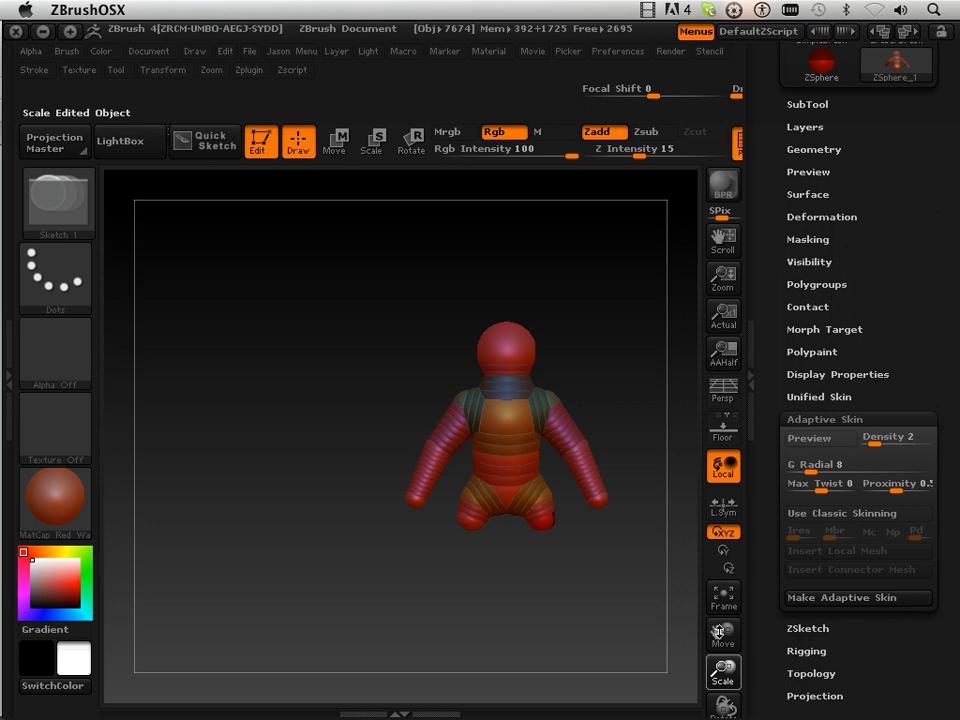 ZBrushOSX
4
ZBrush 4[ZRCM-UMBO-AEGJ-SYDD] ZBrush Document [Obj>7674] Mem>392+1725 Free>2695 Menus DefaultZScript
Alpha Brush Color Document Draw Edit File Jason Menu Layer Light Macro Marker Material Movie Picker Preferences Render Stencil
Stroke Texture Tool Transform Zoom Zplugin Zscript
ZSphere ZSphere_1
Focal Shift 0
Scale Edited Object
Projection Master
LightBox
Quick Sketch
Edit Draw Move Scale Rotate
Mrgb Rgb M Zadd Zsub Zcut
Rgb Intensity 100 Z Intensity 15
Sketch 1
Dots
Alpha Off
Texture Off
MatCap Red Wa
Gradient
SwitchColor
BPR
SPix
Scroll
Zoom
Actual
AAHalf
Persp
Floor
Local
L.Sym
XYZ
Frame
Move
Scale
SubTool
Layers
Geometry
Preview
Surface
Deformation
Masking
Visibility
Polygroups
Contact
Morph Target
Polypaint
Display Properties
Unified Skin
Adaptive Skin
Preview Density 2
G Radial 8
Max Twist 0 Proximity 0.5
Use Classic Skinning
Ires Mbr Mc Mp Pd
Insert Local Mesh
Insert Connector Mesh
Make Adaptive Skin
ZSketch
Rigging
Topology
Projection